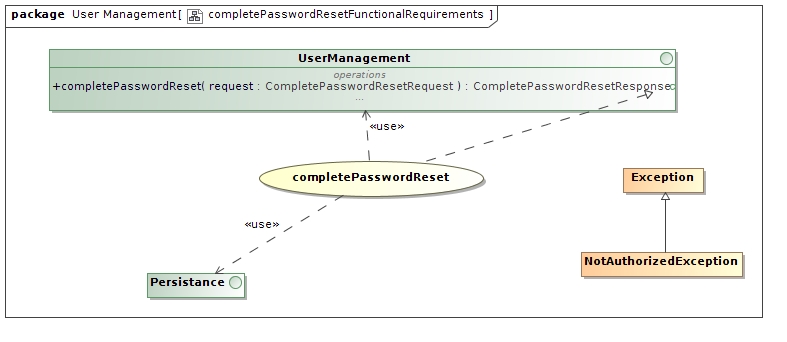 package User Management[ completePasswordResetFunctionalRequirements ]
UserManagement
operations
+completePasswordReset( request : CompletePasswordResetRequest ) : CompletePasswordResetResponse
...
«use»
completePasswordReset
Exception
«use»
NotAuthorizedException
Persistance